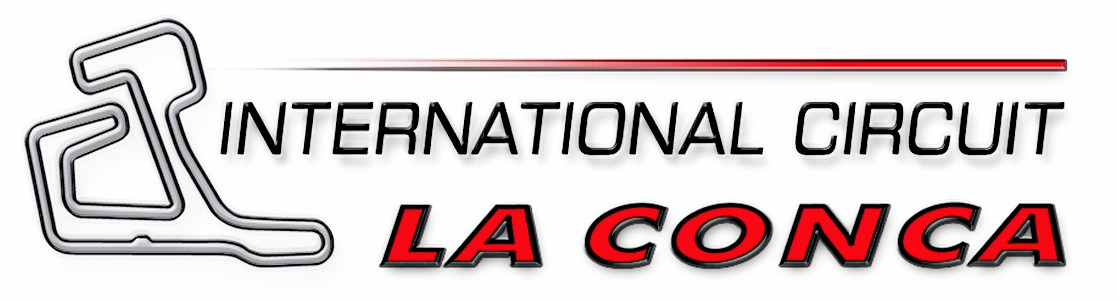 INTERNATIONAL CIRCUIT
LA CONCA